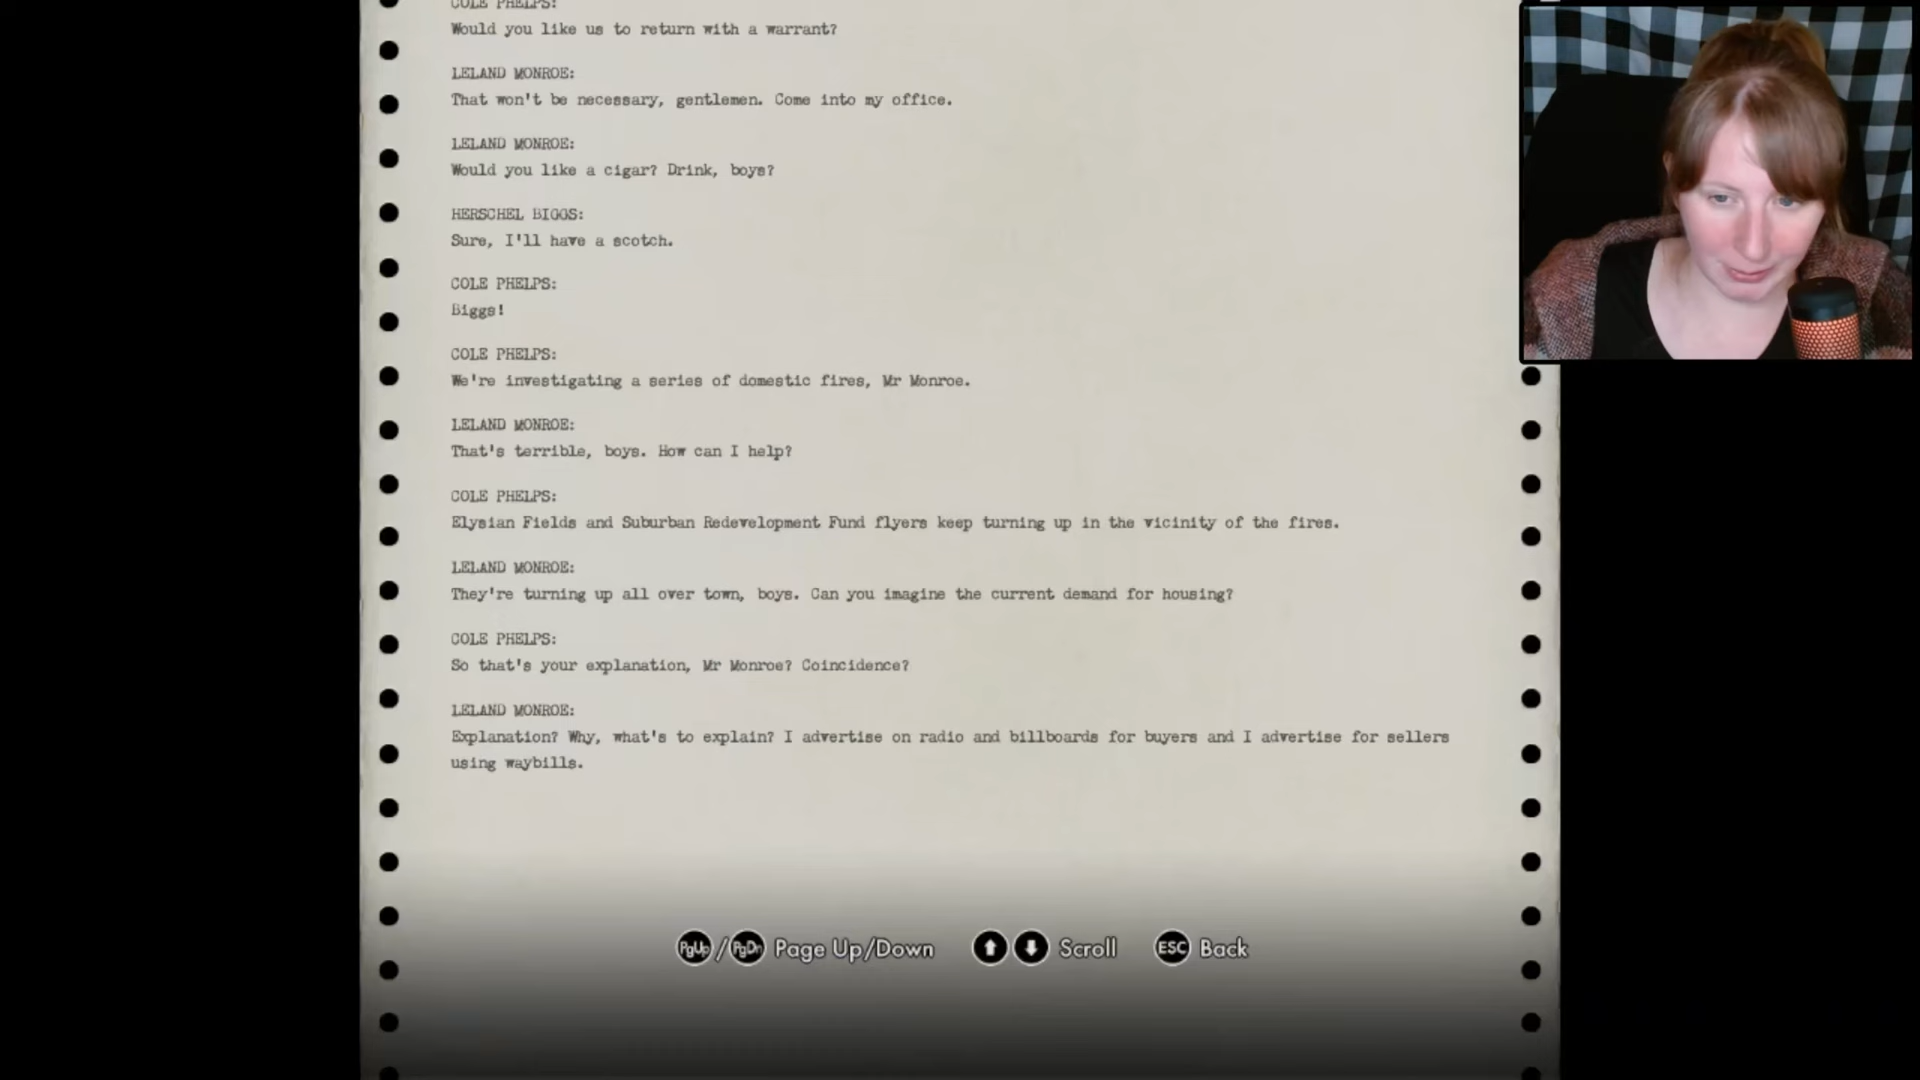 COLE PHELPS:
Would you like us to return with a warrant?
LELAND MONROE:
That won't be necessary, gentlemen. Come into my office.
LELAND MONROE:
Would you like a cigar? Drink, boys?
HERSCHEL BIGGS:
Sure, I'll have a scotch.
COLE PHELPS:
Biggs!
COLE PHELPS:
We're investigating a series of domestic fires, Mr Monroe.
LELAND MONROE:
That's terrible, boys. How can I help?
COLE PHELPS:
Elysian Fields and Suburban Redevelopment Fund flyers keep turning up in the vicinity of the fires.
LELAND MONROE:
They're turning up all over town, boys. Can you imagine the current demand for housing?
COLE PHELPS:
So that's your explanation, Mr Monroe? Coincidence?
LELAND MONROE:
Explanation? Why, what's to explain? I advertise on radio and billboards for buyers and I advertise for sellers
using waybills.
PgUp/PgDn Page Up/Down Scroll ESC Back